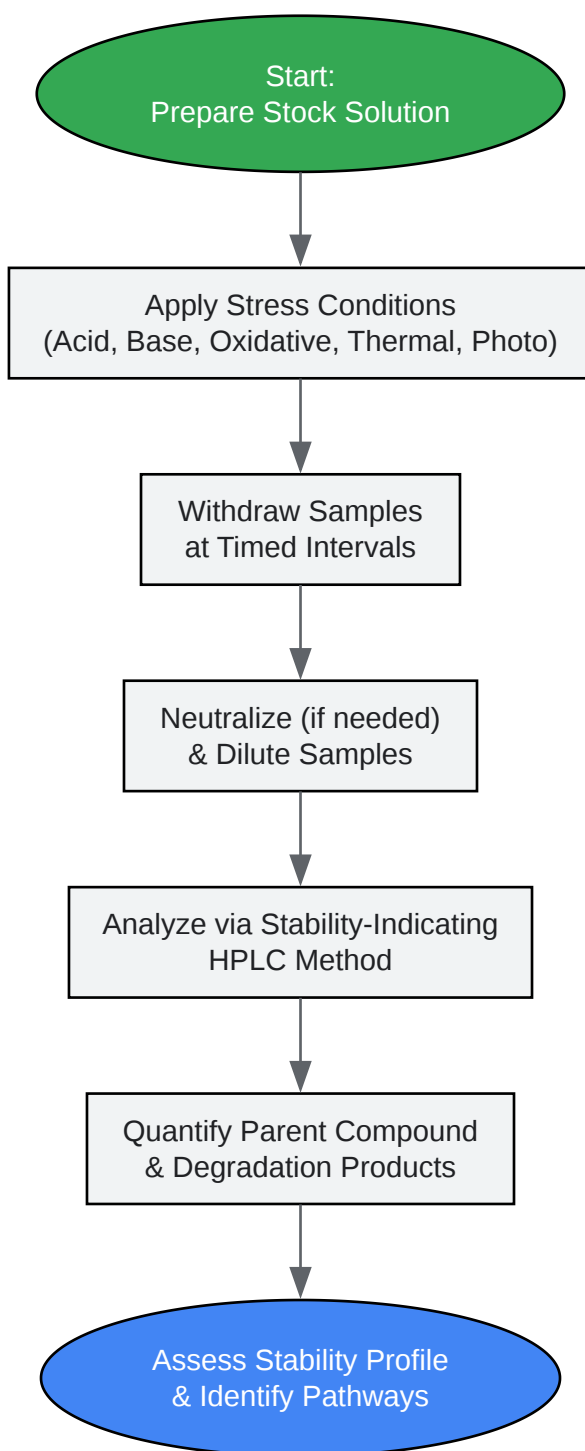 Start:
Prepare Stock Solution
Apply Stress Conditions
(Acid, Base, Oxidative, Thermal, Photo)
Withdraw Samples
at Timed Intervals
Neutralize (if needed)
& Dilute Samples
Analyze via Stability-Indicating
HPLC Method
Quantify Parent Compound
& Degradation Products
Assess Stability Profile
& Identify Pathways